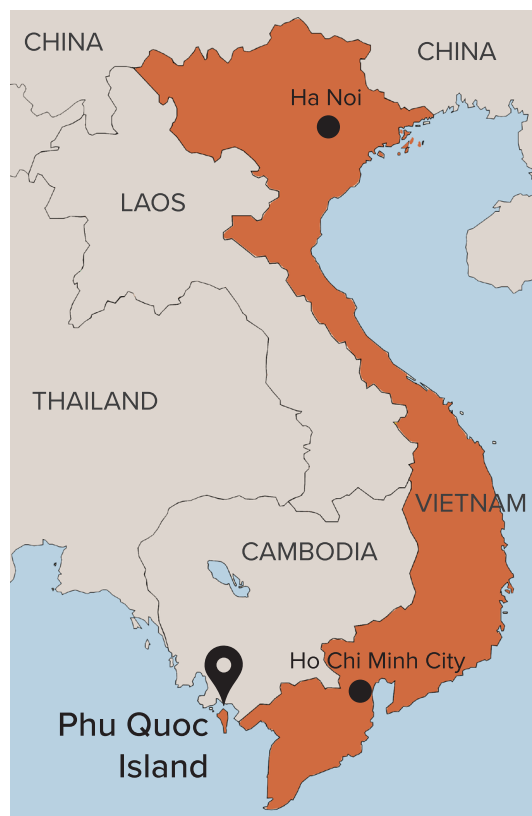 CHINA
CHINA
Ha Noi
LAOS
THAILAND
VIETNAM
CAMBODIA
Ho Chi Minh City
Phu Quoc
Island